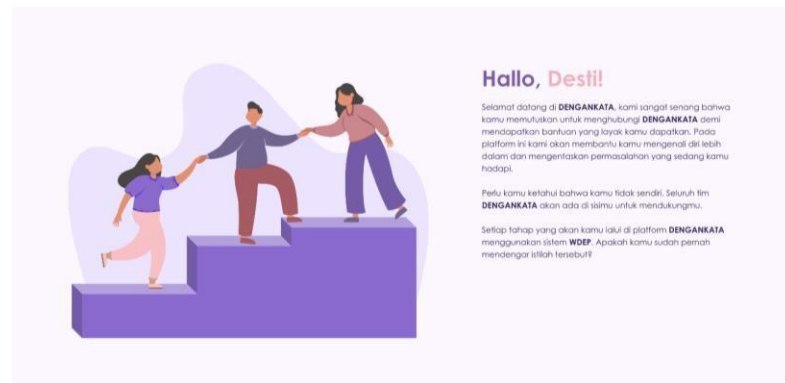 Hallo, Desti!
Selamat datang di DENGANKATA, kami sangat senang bahwa
kamu memutuskan untuk menghubungi DENGANKATA demi
mendapatkan bantuan yang layak kamu dapatkan. Pada
platform ini kami akan membantu kamu mengenali diri lebih
dalam dan mengentaskan permasalahan yang sedang kamu
hadapi.
Perlu kamu ketahui bahwa kamu tidak sendiri. Seluruh tim
DENGANKATA akan ada di sisimu untuk mendukungmu.
Setiap tahap yang akan kamu lalui di platform DENGANKATA
menggunakan sistem WDEP. Apakah kamu sudah pernah
mendengar istilah tersebut?